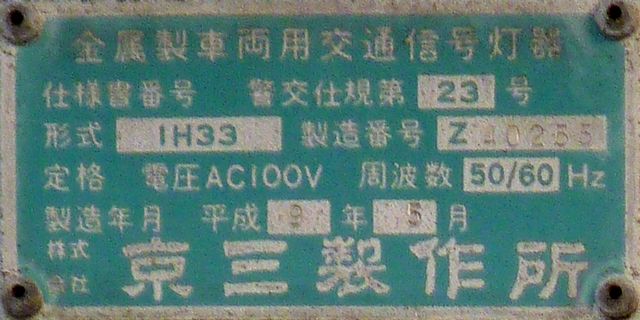 金属製車両用交通信号灯器
仕様書番号 警交仕規第 23 号
形式 1H33 製造番号 Z J0255
定格 電圧AC100V 周波数 50/60 Hz
製造年月 平成 9 年 5 月
株式会社 京三製作所